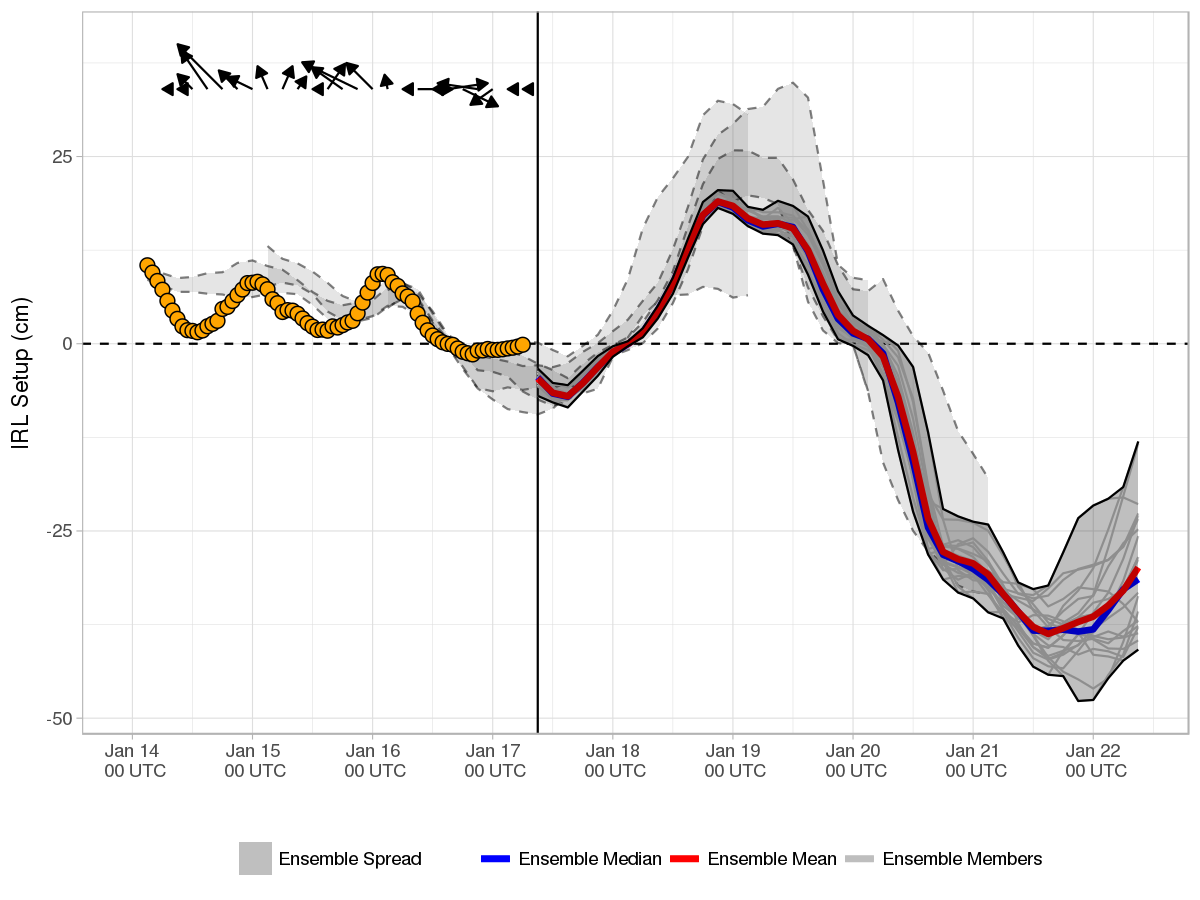 IRL Setup (cm)
25
0
-25
-50
Jan 14 Jan 15 Jan 16 Jan 17 Jan 18 Jan 19 Jan 20 Jan 21 Jan 22
00 UTC 00 UTC 00 UTC 00 UTC 00 UTC 00 UTC 00 UTC 00 UTC 00 UTC
Ensemble Spread Ensemble Median Ensemble Mean Ensemble Members